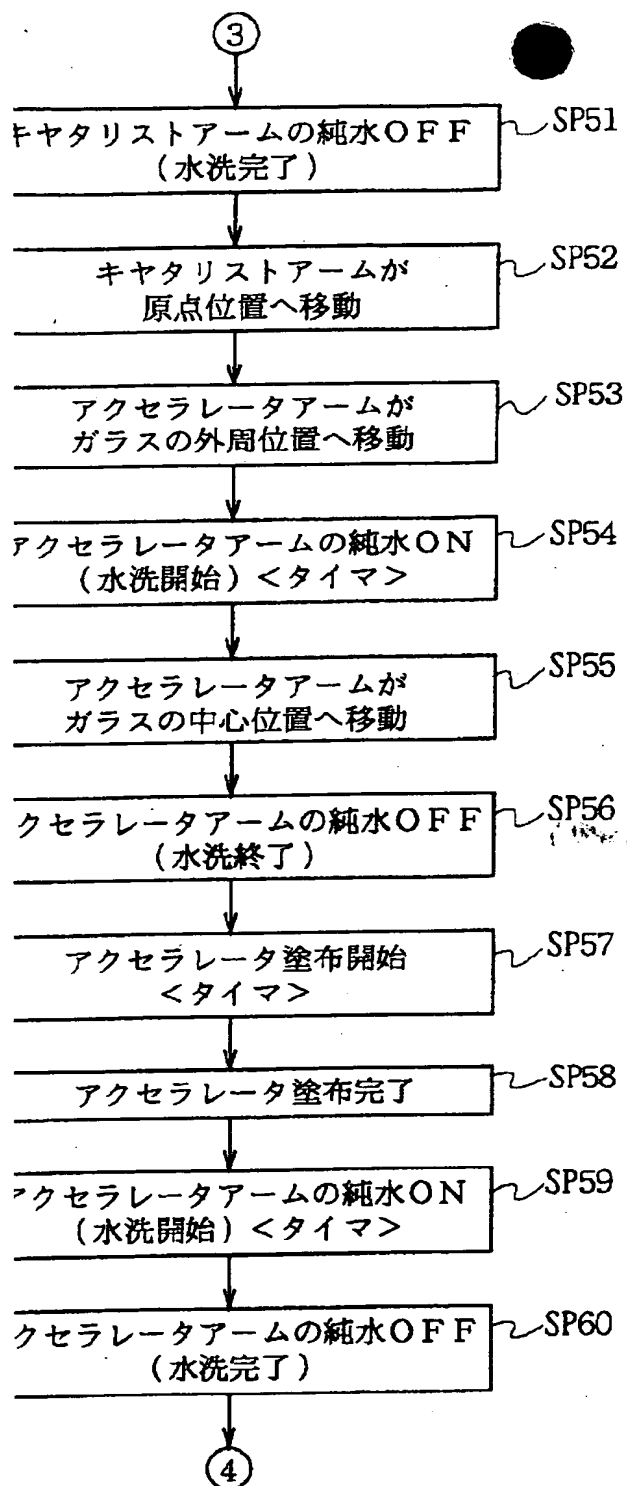 ③
キヤタリストアームの純水OFF
(水洗完了)
SP51
キヤタリストアームが
原点位置へ移動
SP52
アクセラレータアームが
ガラスの外周位置へ移動
SP53
アクセラレータアームの純水ON
(水洗開始)<タイマ>
SP54
アクセラレータアームが
ガラスの中心位置へ移動
SP55
クセラレータアームの純水OFF
(水洗終了)
SP56
アクセラレータ塗布開始
<タイマ>
SP57
アクセラレータ塗布完了
SP58
アクセラレータアームの純水ON
(水洗開始)<タイマ>
SP59
クセラレータアームの純水OFF
(水洗完了)
SP60
④